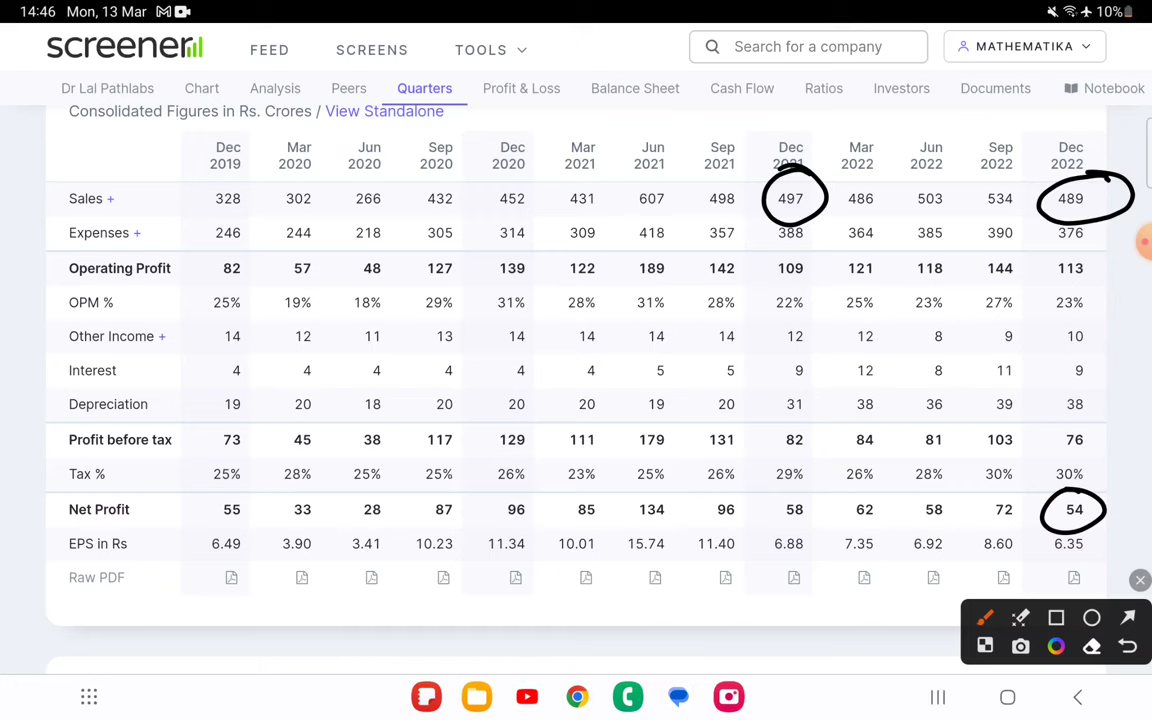 14:46 Mon, 13 Mar 10%
screener FEED SCREENS TOOLS Search for a company MATHEMATIKA
Dr Lal Pathlabs Chart Analysis Peers Quarters Profit & Loss Balance Sheet Cash Flow Ratios Investors Documents Notebook
Consolidated Figures in Rs. Crores / View Standalone
Dec Mar Jun Sep Dec Mar Jun Sep Dec Mar Jun Sep Dec
2019 2020 2020 2020 2020 2021 2021 2021 2021 2022 2022 2022 2022
Sales + 328 302 266 432 452 431 607 498 497 486 503 534 489
Expenses + 246 244 218 305 314 309 418 357 388 364 385 390 376
Operating Profit 82 57 48 127 139 122 189 142 109 121 118 144 113
OPM % 25% 19% 18% 29% 31% 28% 31% 28% 22% 25% 23% 27% 23%
Other Income + 14 12 11 13 14 14 14 14 12 12 8 9 10
Interest 4 4 4 4 4 4 5 5 9 12 8 11 9
Depreciation 19 20 18 20 20 20 19 20 31 38 36 39 38
Profit before tax 73 45 38 117 129 111 179 131 82 84 81 103 76
Tax % 25% 28% 25% 25% 26% 23% 25% 26% 29% 26% 28% 30% 30%
Net Profit 55 33 28 87 96 85 134 96 58 62 58 72 54
EPS in Rs 6.49 3.90 3.41 10.23 11.34 10.01 15.74 11.40 6.88 7.35 6.92 8.60 6.35
Raw PDF